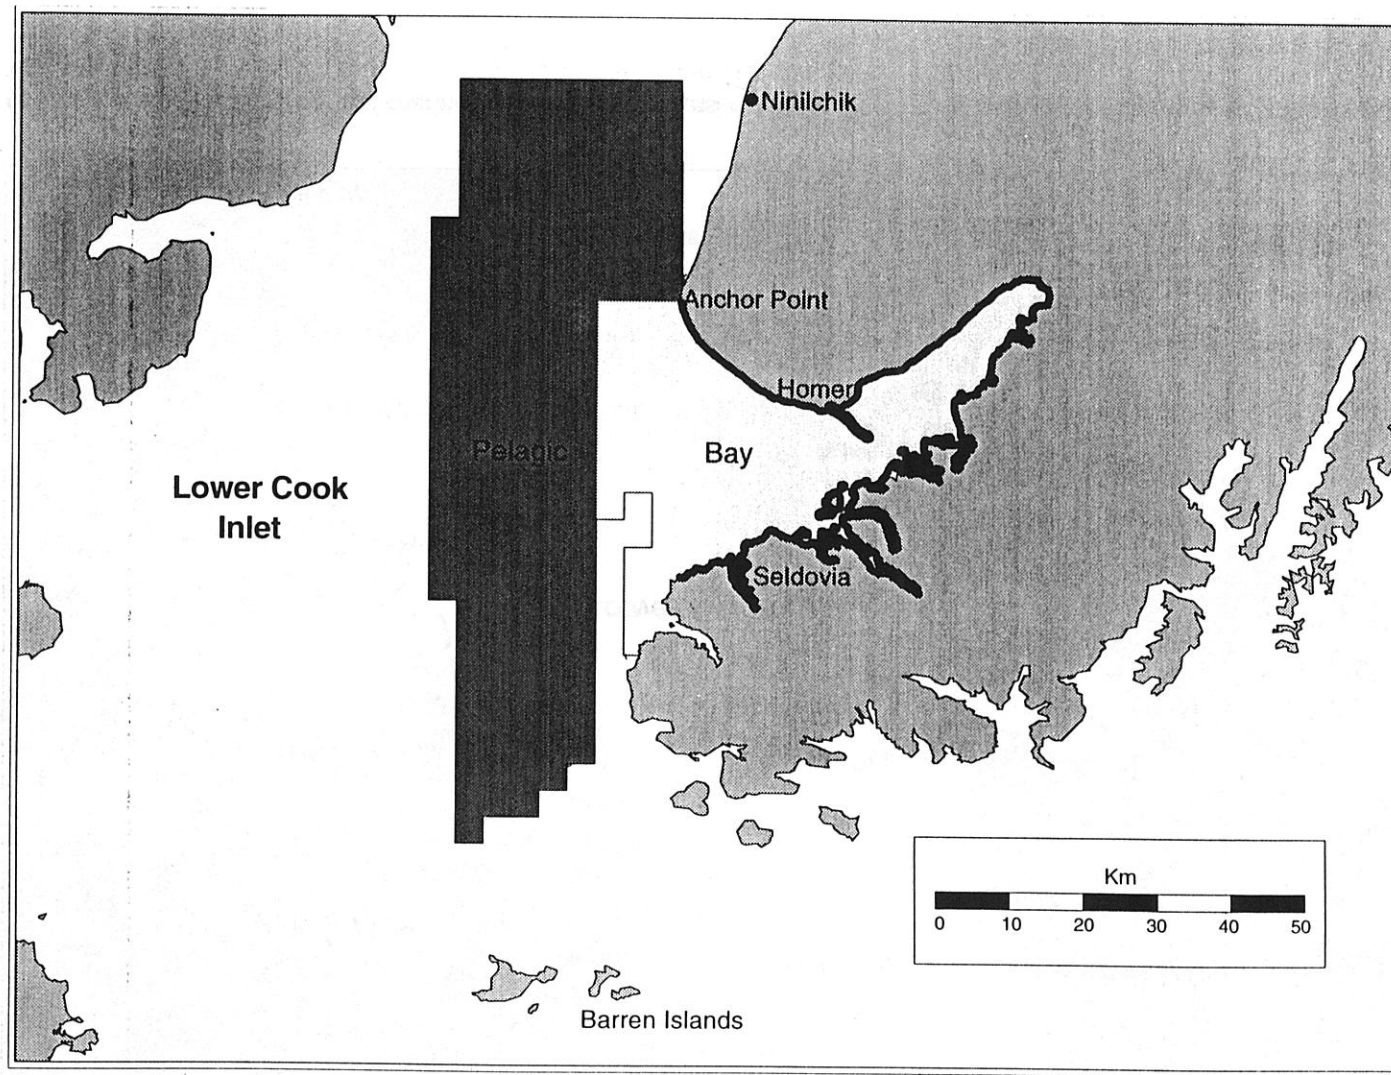 Ninilchik
Anchor Point
Homer
Pelagic
Bay
Lower Cook
Inlet
Seldovia
Km
0 10 20 30 40 50
Barren Islands